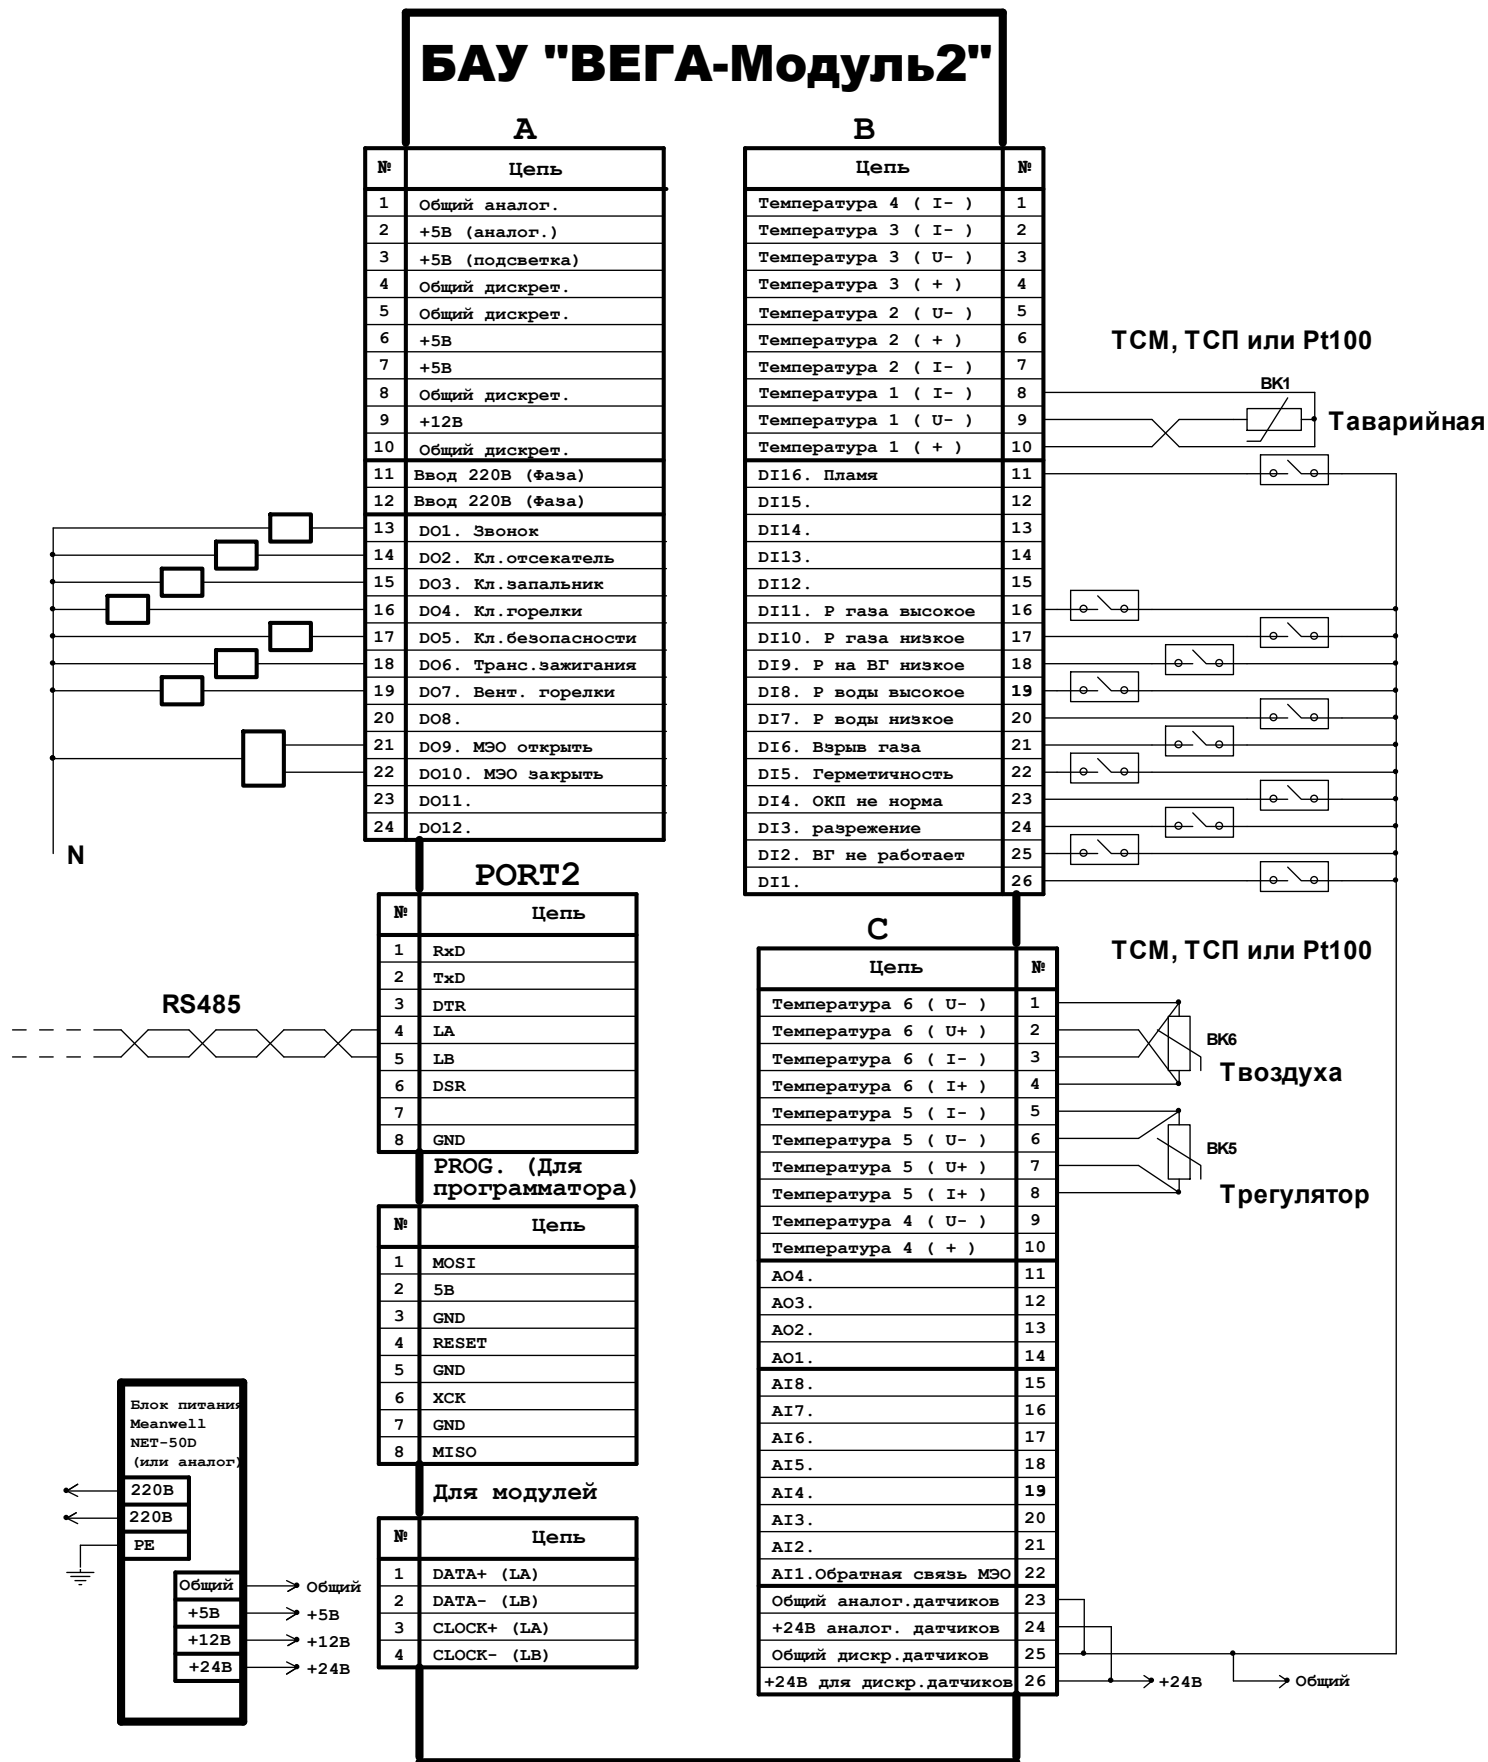 БАУ "ВЕГА-Модуль2"
A
№ Цепь
1 Общий аналог.
2 +5В (аналог.)
3 +5В (подсветка)
4 Общий дискрет.
5 Общий дискрет.
6 +5В
7 +5В
8 Общий дискрет.
9 +12В
10 Общий дискрет.
11 Ввод 220В (Фаза)
12 Ввод 220В (Фаза)
13 DO1. Звонок
14 DO2. Кл.отсекатель
15 DO3. Кл.запальник
16 DO4. Кл.горелки
17 DO5. Кл.безопасности
18 DO6. Транс.зажигания
19 DO7. Вент. горелки
20 DO8.
21 DO9. МЭО открыть
22 DO10. МЭО закрыть
23 DO11.
24 DO12.
N
B
Цепь №
Температура 4 ( I- ) 1
Температура 3 ( I- ) 2
Температура 3 ( U- ) 3
Температура 3 ( + ) 4
Температура 2 ( U- ) 5
Температура 2 ( + ) 6
Температура 2 ( I- ) 7
Температура 1 ( I- ) 8
Температура 1 ( U- ) 9
Температура 1 ( + ) 10
DI16. Пламя 11
DI15. 12
DI14. 13
DI13. 14
DI12. 15
DI11. Р газа высокое 16
DI10. Р газа низкое 17
DI9. Р на ВГ низкое 18
DI8. Р воды высокое 19
DI7. Р воды низкое 20
DI6. Взрыв газа 21
DI5. Герметичность 22
DI4. ОКП не норма 23
DI3. разрежение 24
DI2. ВГ не работает 25
DI1. 26
ТСМ, ТСП или Pt100
BK1
Таварийная
PORT2
№ Цепь
1 RxD
2 TxD
3 DTR
4 LA
5 LB
6 DSR
7
8 GND
RS485
PROG. (Для
программатора)
№ Цепь
1 MOSI
2 5В
3 GND
4 RESET
5 GND
6 XCK
7 GND
8 MISO
Для модулей
№ Цепь
1 DATA+ (LA)
2 DATA- (LB)
3 CLOCK+ (LA)
4 CLOCK- (LB)
C
Цепь №
Температура 6 ( U- ) 1
Температура 6 ( U+ ) 2
Температура 6 ( I- ) 3
Температура 6 ( I+ ) 4
Температура 5 ( I- ) 5
Температура 5 ( U- ) 6
Температура 5 ( U+ ) 7
Температура 5 ( I+ ) 8
Температура 4 ( U- ) 9
Температура 4 ( + ) 10
AO4. 11
AO3. 12
AO2. 13
AO1. 14
AI8. 15
AI7. 16
AI6. 17
AI5. 18
AI4. 19
AI3. 20
AI2. 21
AI1.Обратная связь МЭО 22
Общий аналог.датчиков 23
+24В аналог. датчиков 24
Общий дискр.датчиков 25
+24В для дискр.датчиков 26
ТСМ, ТСП или Pt100
BK6
Твоздуха
BK5
Трегулятор
+24В
Общий
Блок питания
Meanwell
NET-50D
(или аналог)
220В
220В
PE
Общий Общий
+5В +5В
+12В +12В
+24В +24В